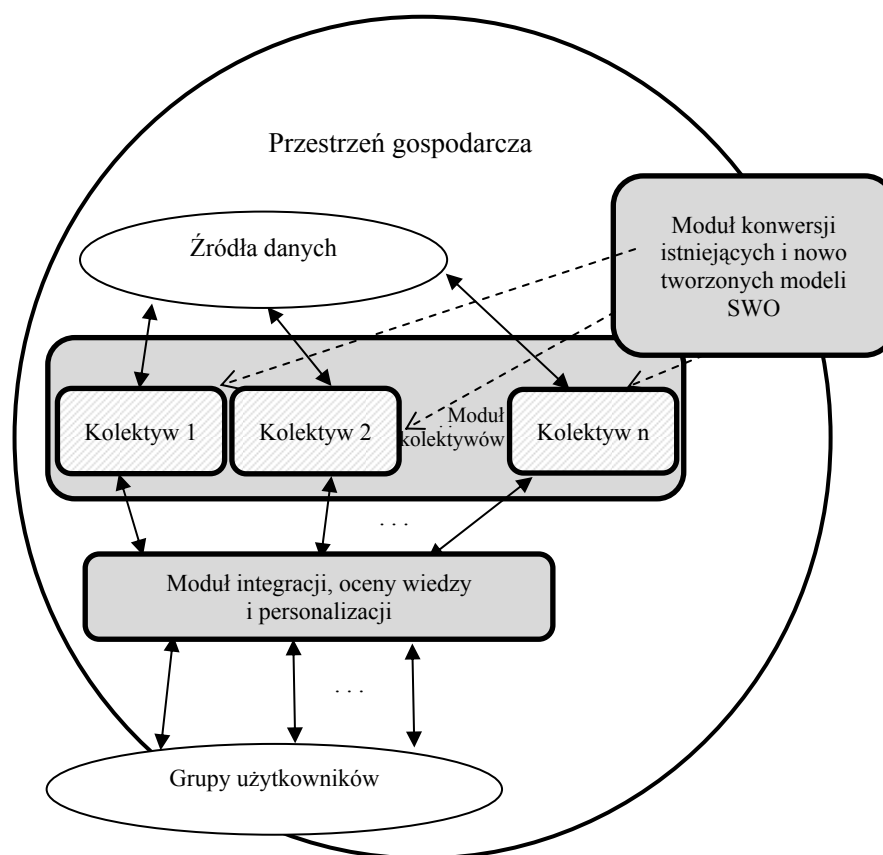 Przestrzeń gospodarcza
Moduł konwersji
istniejących i nowo
tworzonych modeli
SWO
Źródła danych
Kolektyw 1
Kolektyw 2
. . .
Moduł
kolektywów
Kolektyw n
. . .
Moduł integracji, oceny wiedzy
i personalizacji
. . .
Grupy użytkowników